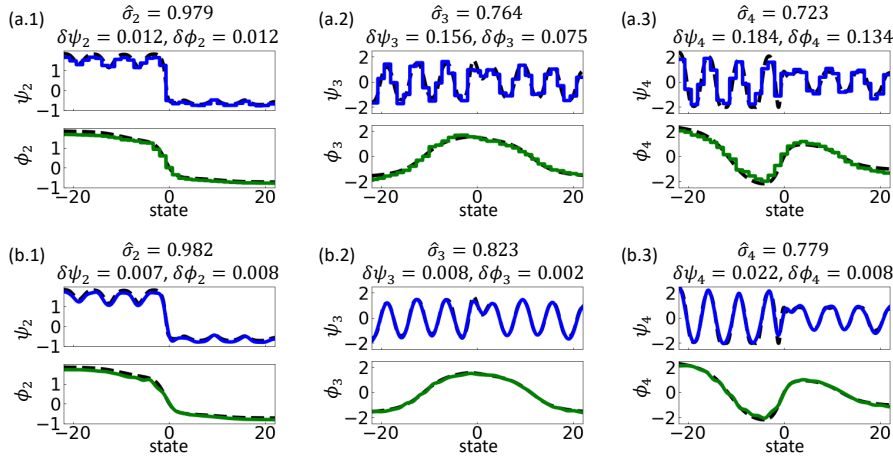 (a.1) σ̂₂ = 0.979
δψ₂ = 0.012, δϕ₂ = 0.012
ψ₂
1
0
−1
ϕ₂
1
0
−1
−20 0 20
state
(a.2) σ̂₃ = 0.764
δψ₃ = 0.156, δϕ₃ = 0.075
ψ₃
2
0
−2
ϕ₃
2
0
−2
−20 0 20
state
(a.3) σ̂₄ = 0.723
δψ₄ = 0.184, δϕ₄ = 0.134
ψ₄
2
0
−2
ϕ₄
2
0
−2
−20 0 20
state
(b.1) σ̂₂ = 0.982
δψ₂ = 0.007, δϕ₂ = 0.008
ψ₂
1
0
−1
ϕ₂
1
0
−1
−20 0 20
state
(b.2) σ̂₃ = 0.823
δψ₃ = 0.008, δϕ₃ = 0.002
ψ₃
2
0
−2
ϕ₃
2
0
−2
−20 0 20
state
(b.3) σ̂₄ = 0.779
δψ₄ = 0.022, δϕ₄ = 0.008
ψ₄
2
0
−2
ϕ₄
2
0
−2
−20 0 20
state